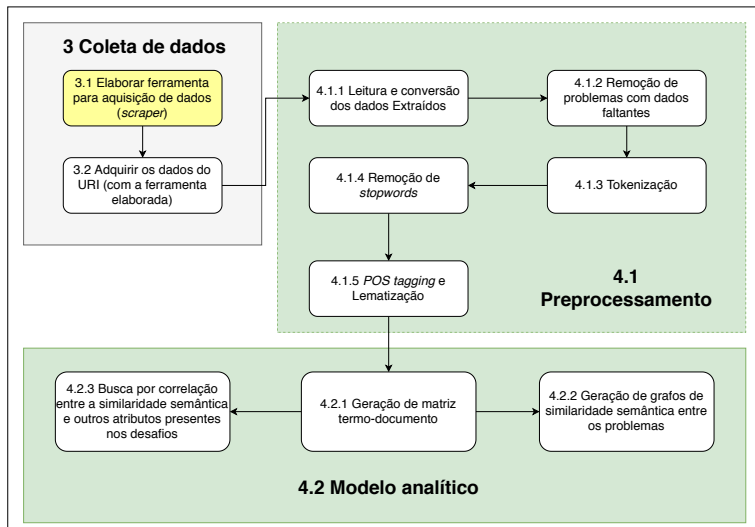 3 Coleta de dados
3.1 Elaborar ferramenta
para aquisição de dados
(scraper)
3.2 Adquirir os dados do
URI (com a ferramenta
elaborada)
4.1.1 Leitura e conversão
dos dados Extraídos
4.1.2 Remoção de
problemas com dados
faltantes
4.1.4 Remoção de
stopwords
4.1.3 Tokenização
4.1.5 POS tagging e
Lematização
4.1
Preprocessamento
4.2.3 Busca por correlação
entre a similaridade semântica
e outros atributos presentes
nos desafios
4.2.1 Geração de matriz
termo-documento
4.2.2 Geração de grafos
de similaridade semântica entre
os problemas
4.2 Modelo analítico